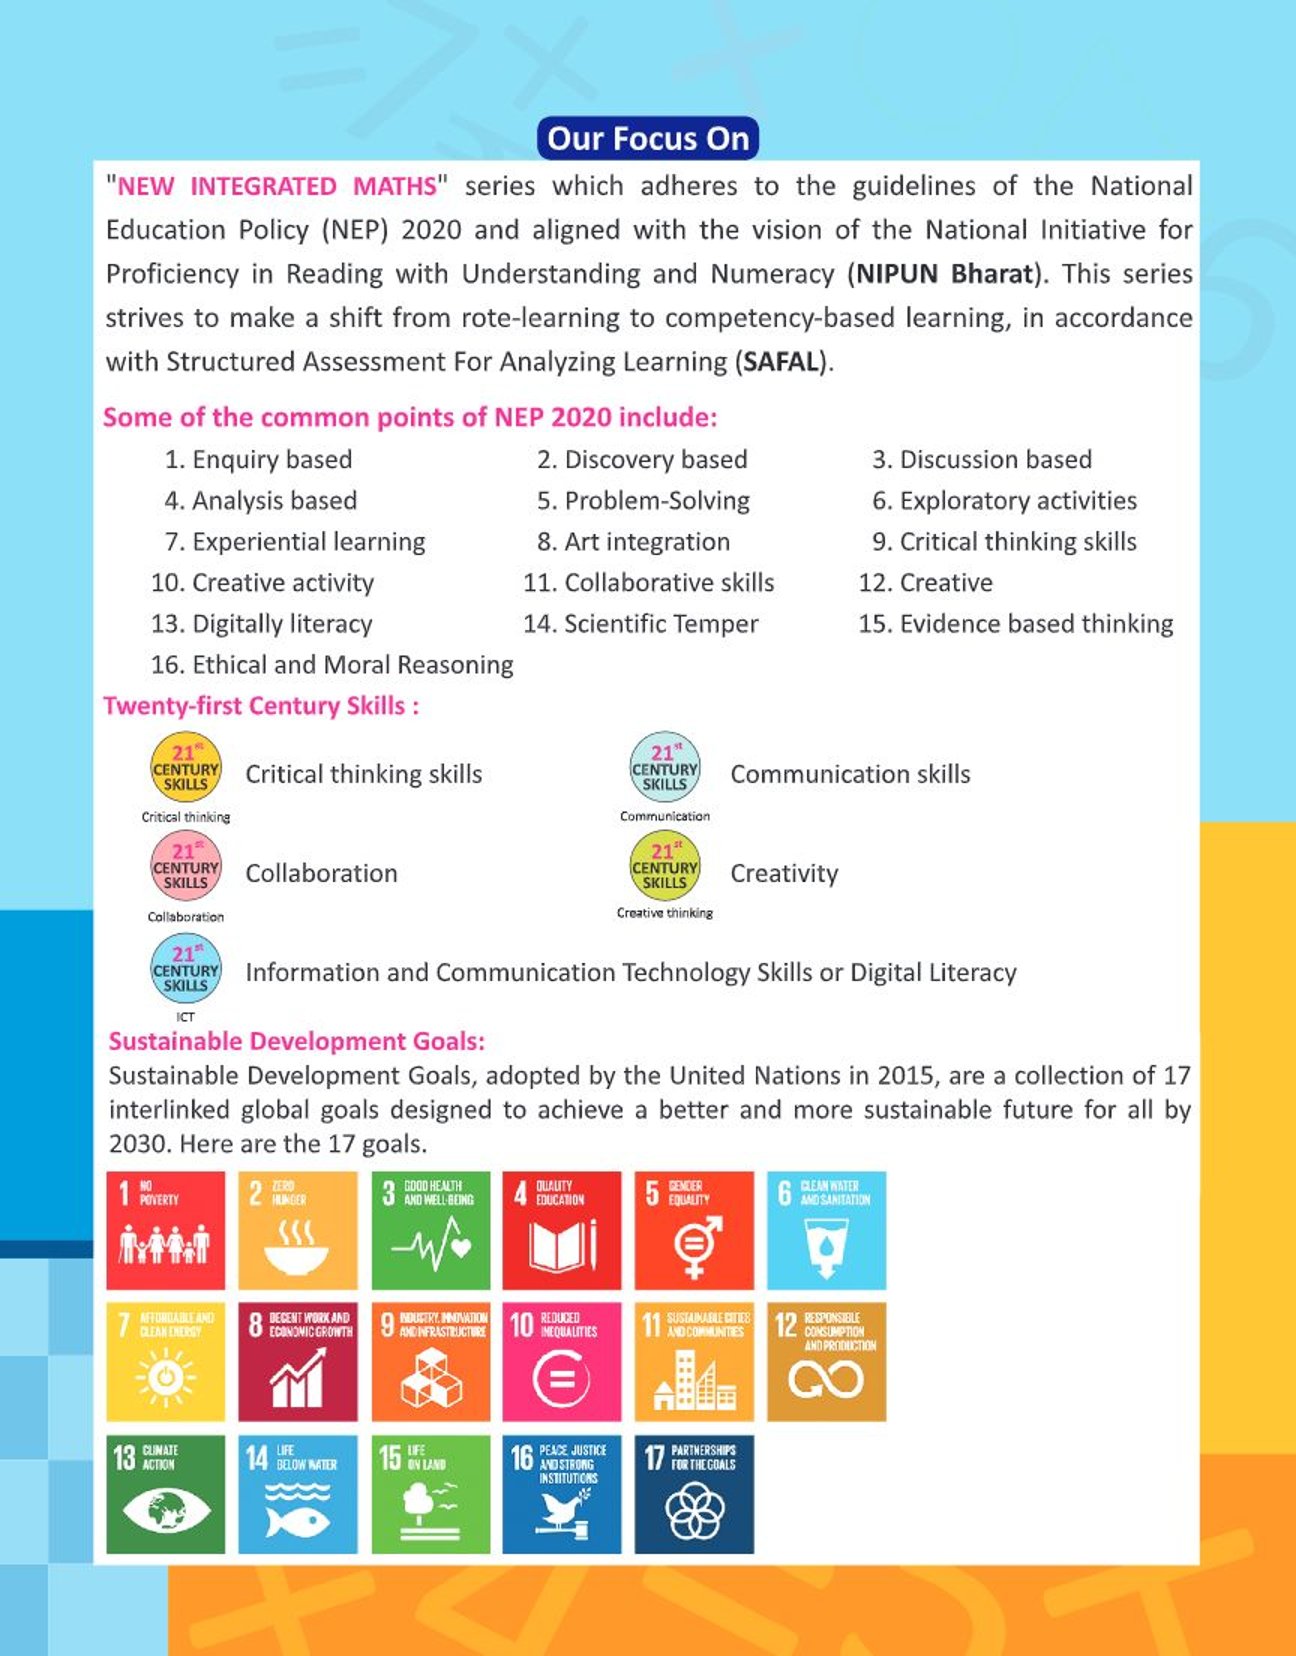 Our Focus On
"NEW INTEGRATED MATHS" series which adheres to the guidelines of the National
Education Policy (NEP) 2020 and aligned with the vision of the National Initiative for
Proficiency in Reading with Understanding and Numeracy (NIPUN Bharat). This series
strives to make a shift from rote-learning to competency-based learning, in accordance
with Structured Assessment For Analyzing Learning (SAFAL).
Some of the common points of NEP 2020 include:
1. Enquiry based 2. Discovery based 3. Discussion based
4. Analysis based 5. Problem-Solving 6. Exploratory activities
7. Experiential learning 8. Art integration 9. Critical thinking skills
10. Creative activity 11. Collaborative skills 12. Creative
13. Digitally literacy 14. Scientific Temper 15. Evidence based thinking
16. Ethical and Moral Reasoning
Twenty-first Century Skills :
21st
CENTURY
SKILLS
Critical thinking
Critical thinking skills
21st
CENTURY
SKILLS
Communication
Communication skills
21st
CENTURY
SKILLS
Collaboration
Collaboration
21st
CENTURY
SKILLS
Creative thinking
Creativity
21st
CENTURY
SKILLS
ICT
Information and Communication Technology Skills or Digital Literacy
Sustainable Development Goals:
Sustainable Development Goals, adopted by the United Nations in 2015, are a collection of 17
interlinked global goals designed to achieve a better and more sustainable future for all by
2030. Here are the 17 goals.
1 NO
POVERTY
2 ZERO
HUNGER
3 GOOD HEALTH
AND WELL-BEING
4 QUALITY
EDUCATION
5 GENDER
EQUALITY
6 CLEAN WATER
AND SANITATION
7 AFFORDABLE AND
CLEAN ENERGY
8 DECENT WORK AND
ECONOMIC GROWTH
9 INDUSTRY, INNOVATION
AND INFRASTRUCTURE
10 REDUCED
INEQUALITIES
11 SUSTAINABLE CITIES
AND COMMUNITIES
12 RESPONSIBLE
CONSUMPTION
AND PRODUCTION
13 CLIMATE
ACTION
14 LIFE
BELOW WATER
15 LIFE
ON LAND
16 PEACE, JUSTICE
AND STRONG
INSTITUTIONS
17 PARTNERSHIPS
FOR THE GOALS